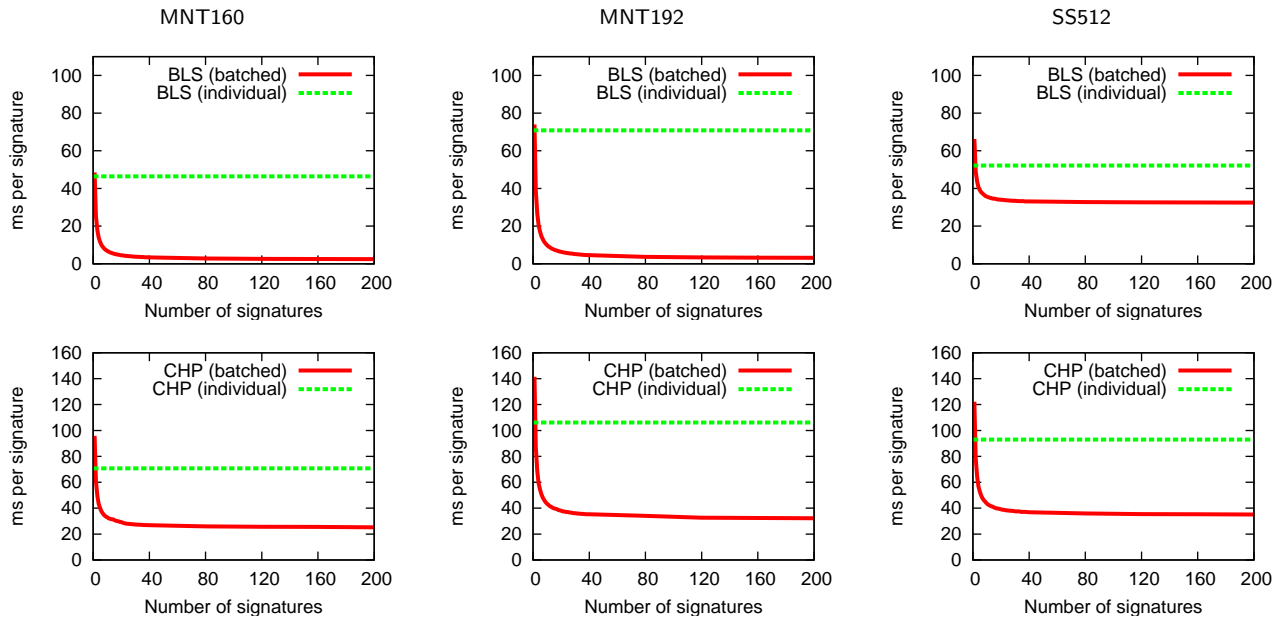 MNT160 MNT192 SS512
ms per signature
100
80
60
40
20
0
0 40 80 120 160 200
Number of signatures
BLS (batched)
BLS (individual)
ms per signature
100
80
60
40
20
0
0 40 80 120 160 200
Number of signatures
BLS (batched)
BLS (individual)
ms per signature
100
80
60
40
20
0
0 40 80 120 160 200
Number of signatures
BLS (batched)
BLS (individual)
ms per signature
160
140
120
100
80
60
40
20
0
0 40 80 120 160 200
Number of signatures
CHP (batched)
CHP (individual)
ms per signature
160
140
120
100
80
60
40
20
0
0 40 80 120 160 200
Number of signatures
CHP (batched)
CHP (individual)
ms per signature
160
140
120
100
80
60
40
20
0
0 40 80 120 160 200
Number of signatures
CHP (batched)
CHP (individual)